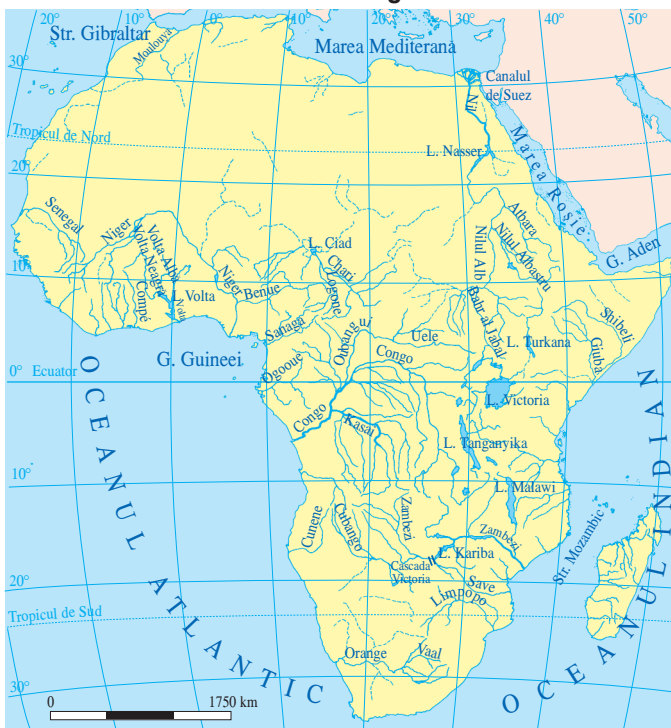 Str. Gibraltar
Marea Mediterană
Moulouya
30°
Canalul
de Suez
Nil
Tropicul de Nord
L. Nasser
Marea Roșie
20°
Senegal
Niger
Volta Albă
Volta Neagră
Atbara
Nilul Albastru
Nilul Alb
G. Aden
L. Ciad
Chari
Logone
10°
Compé
L. Volta
Volta
Niger
Benue
Bahr al Jabal
Shibeli
Sanaga
Oubangui
Uele
L. Turkana
Giuba
G. Guineei
Congo
Ogooue
0°
Ecuator
L. Victoria
Congo
Kasai
L. Tanganyika
10°
L. Malawi
Cunene
Cubango
Zambezi
Zambezi
L. Kariba
Cascada
Victoria
Str. Mozambic
20°
Save
Limpopo
Tropicul de Sud
Orange
Vaal
30°
OCEANUL ATLANTIC
OCEANUL INDIAN
0 1750 km
10°
0°
10°
20°
30°
40°
50°